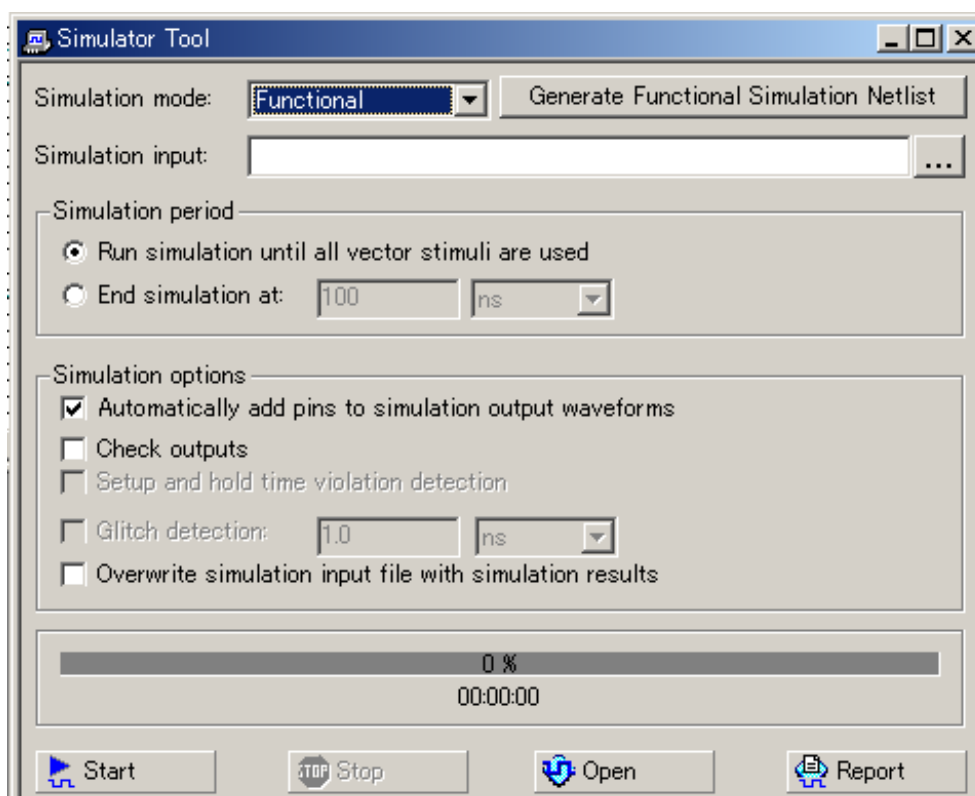 Simulator Tool
Simulation mode: Functional Generate Functional Simulation Netlist
Simulation input: ...
Simulation period
Run simulation until all vector stimuli are used
End simulation at: 100 ns
Simulation options
Automatically add pins to simulation output waveforms
Check outputs
Setup and hold time violation detection
Glitch detection: 1.0 ns
Overwrite simulation input file with simulation results
0 %
00:00:00
Start STOP Stop Open Report